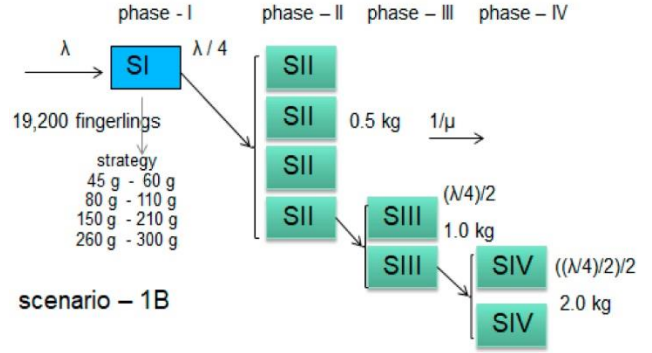 phase - I phase – II phase – III phase – IV
λ SI λ / 4 SII
19,200 fingerlings SII 0.5 kg 1/μ
strategy
45 g - 60 g SII
80 g - 110 g
150 g - 210 g SII SIII (λ/4)/2
260 g - 300 g 1.0 kg
SIII SIV ((λ/4)/2)/2
scenario – 1B 2.0 kg
SIV